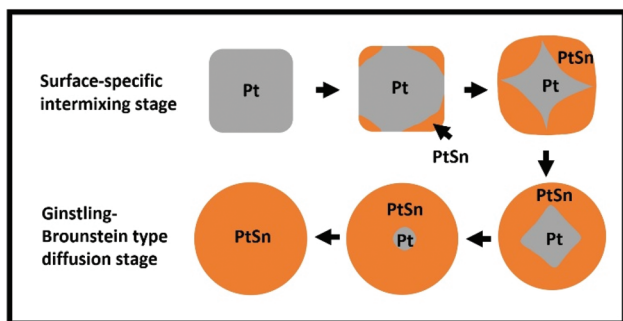 Surface-specific
intermixing stage
Pt
Pt
PtSn
PtSn
Pt
Ginstling-
Brounstein type
diffusion stage
PtSn
PtSn
Pt
PtSn
Pt